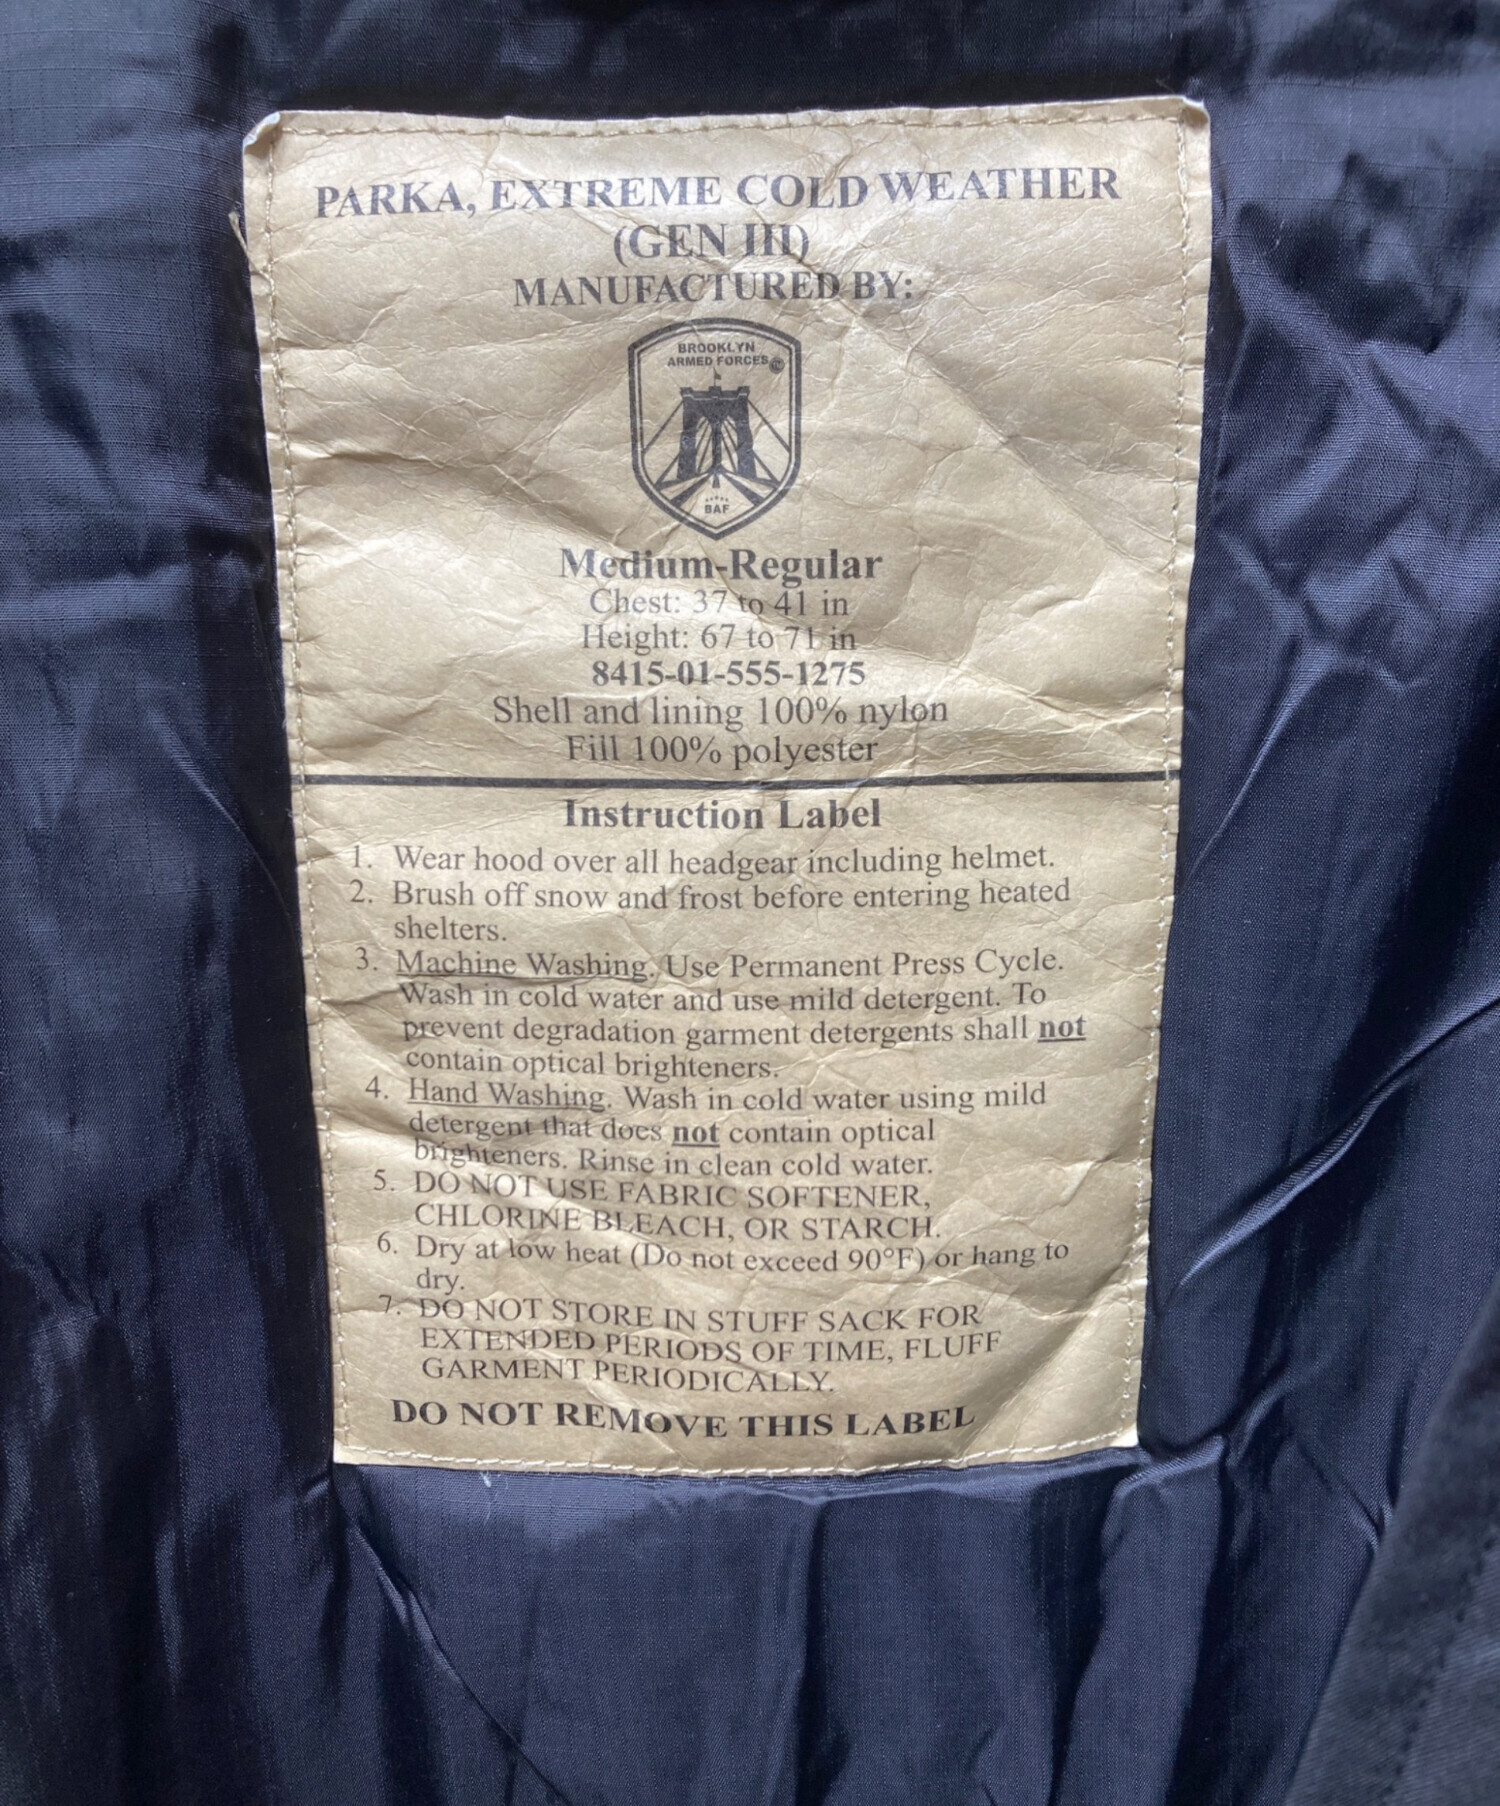 PARKA, EXTREME COLD WEATHER
(GEN III)
MANUFACTURED BY:
BROOKLYN
ARMED FORCES
BAF
Medium-Regular
Chest: 37 to 41 in
Height: 67 to 71 in
8415-01-555-1275
Shell and lining 100% nylon
Fill 100% polyester
Instruction Label
1. Wear hood over all headgear including helmet.
2. Brush off snow and frost before entering heated
shelters.
3. Machine Washing. Use Permanent Press Cycle.
Wash in cold water and use mild detergent. To
prevent degradation garment detergents shall not
contain optical brighteners.
4. Hand Washing. Wash in cold water using mild
detergent that does not contain optical
brighteners. Rinse in clean cold water.
5. DO NOT USE FABRIC SOFTENER,
CHLORINE BLEACH, OR STARCH.
6. Dry at low heat (Do not exceed 90°F) or hang to
dry.
7. DO NOT STORE IN STUFF SACK FOR
EXTENDED PERIODS OF TIME, FLUFF
GARMENT PERIODICALLY.
DO NOT REMOVE THIS LABEL